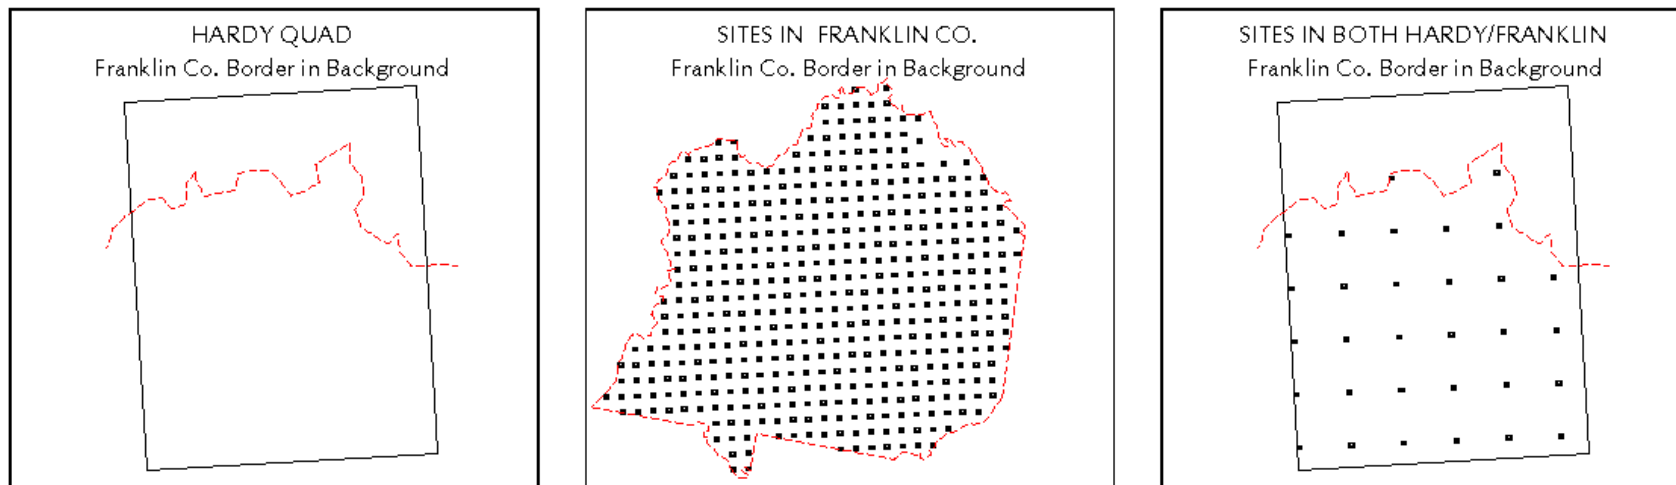 HARDY QUAD
Franklin Co. Border in Background
SITES IN FRANKLIN CO.
Franklin Co. Border in Background
SITES IN BOTH HARDY/FRANKLIN
Franklin Co. Border in Background